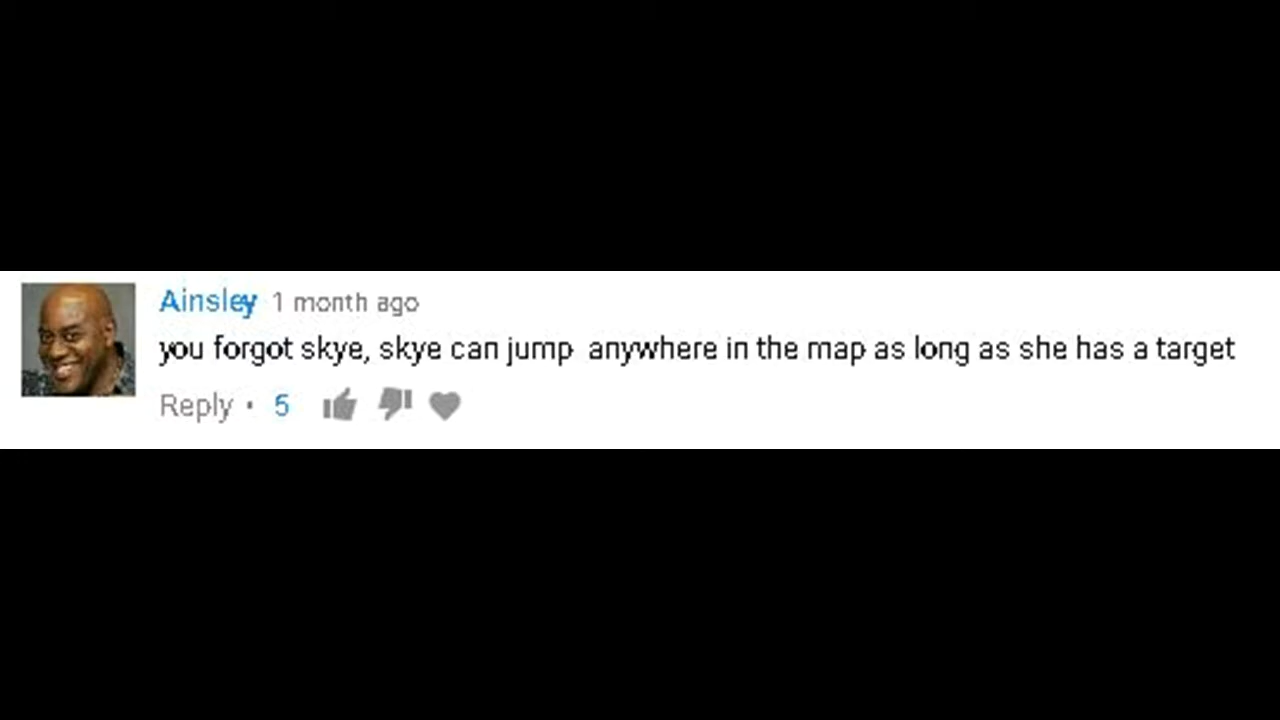 Ainsley 1 month ago
you forgot skye, skye can jump anywhere in the map as long as she has a target
Reply · 5